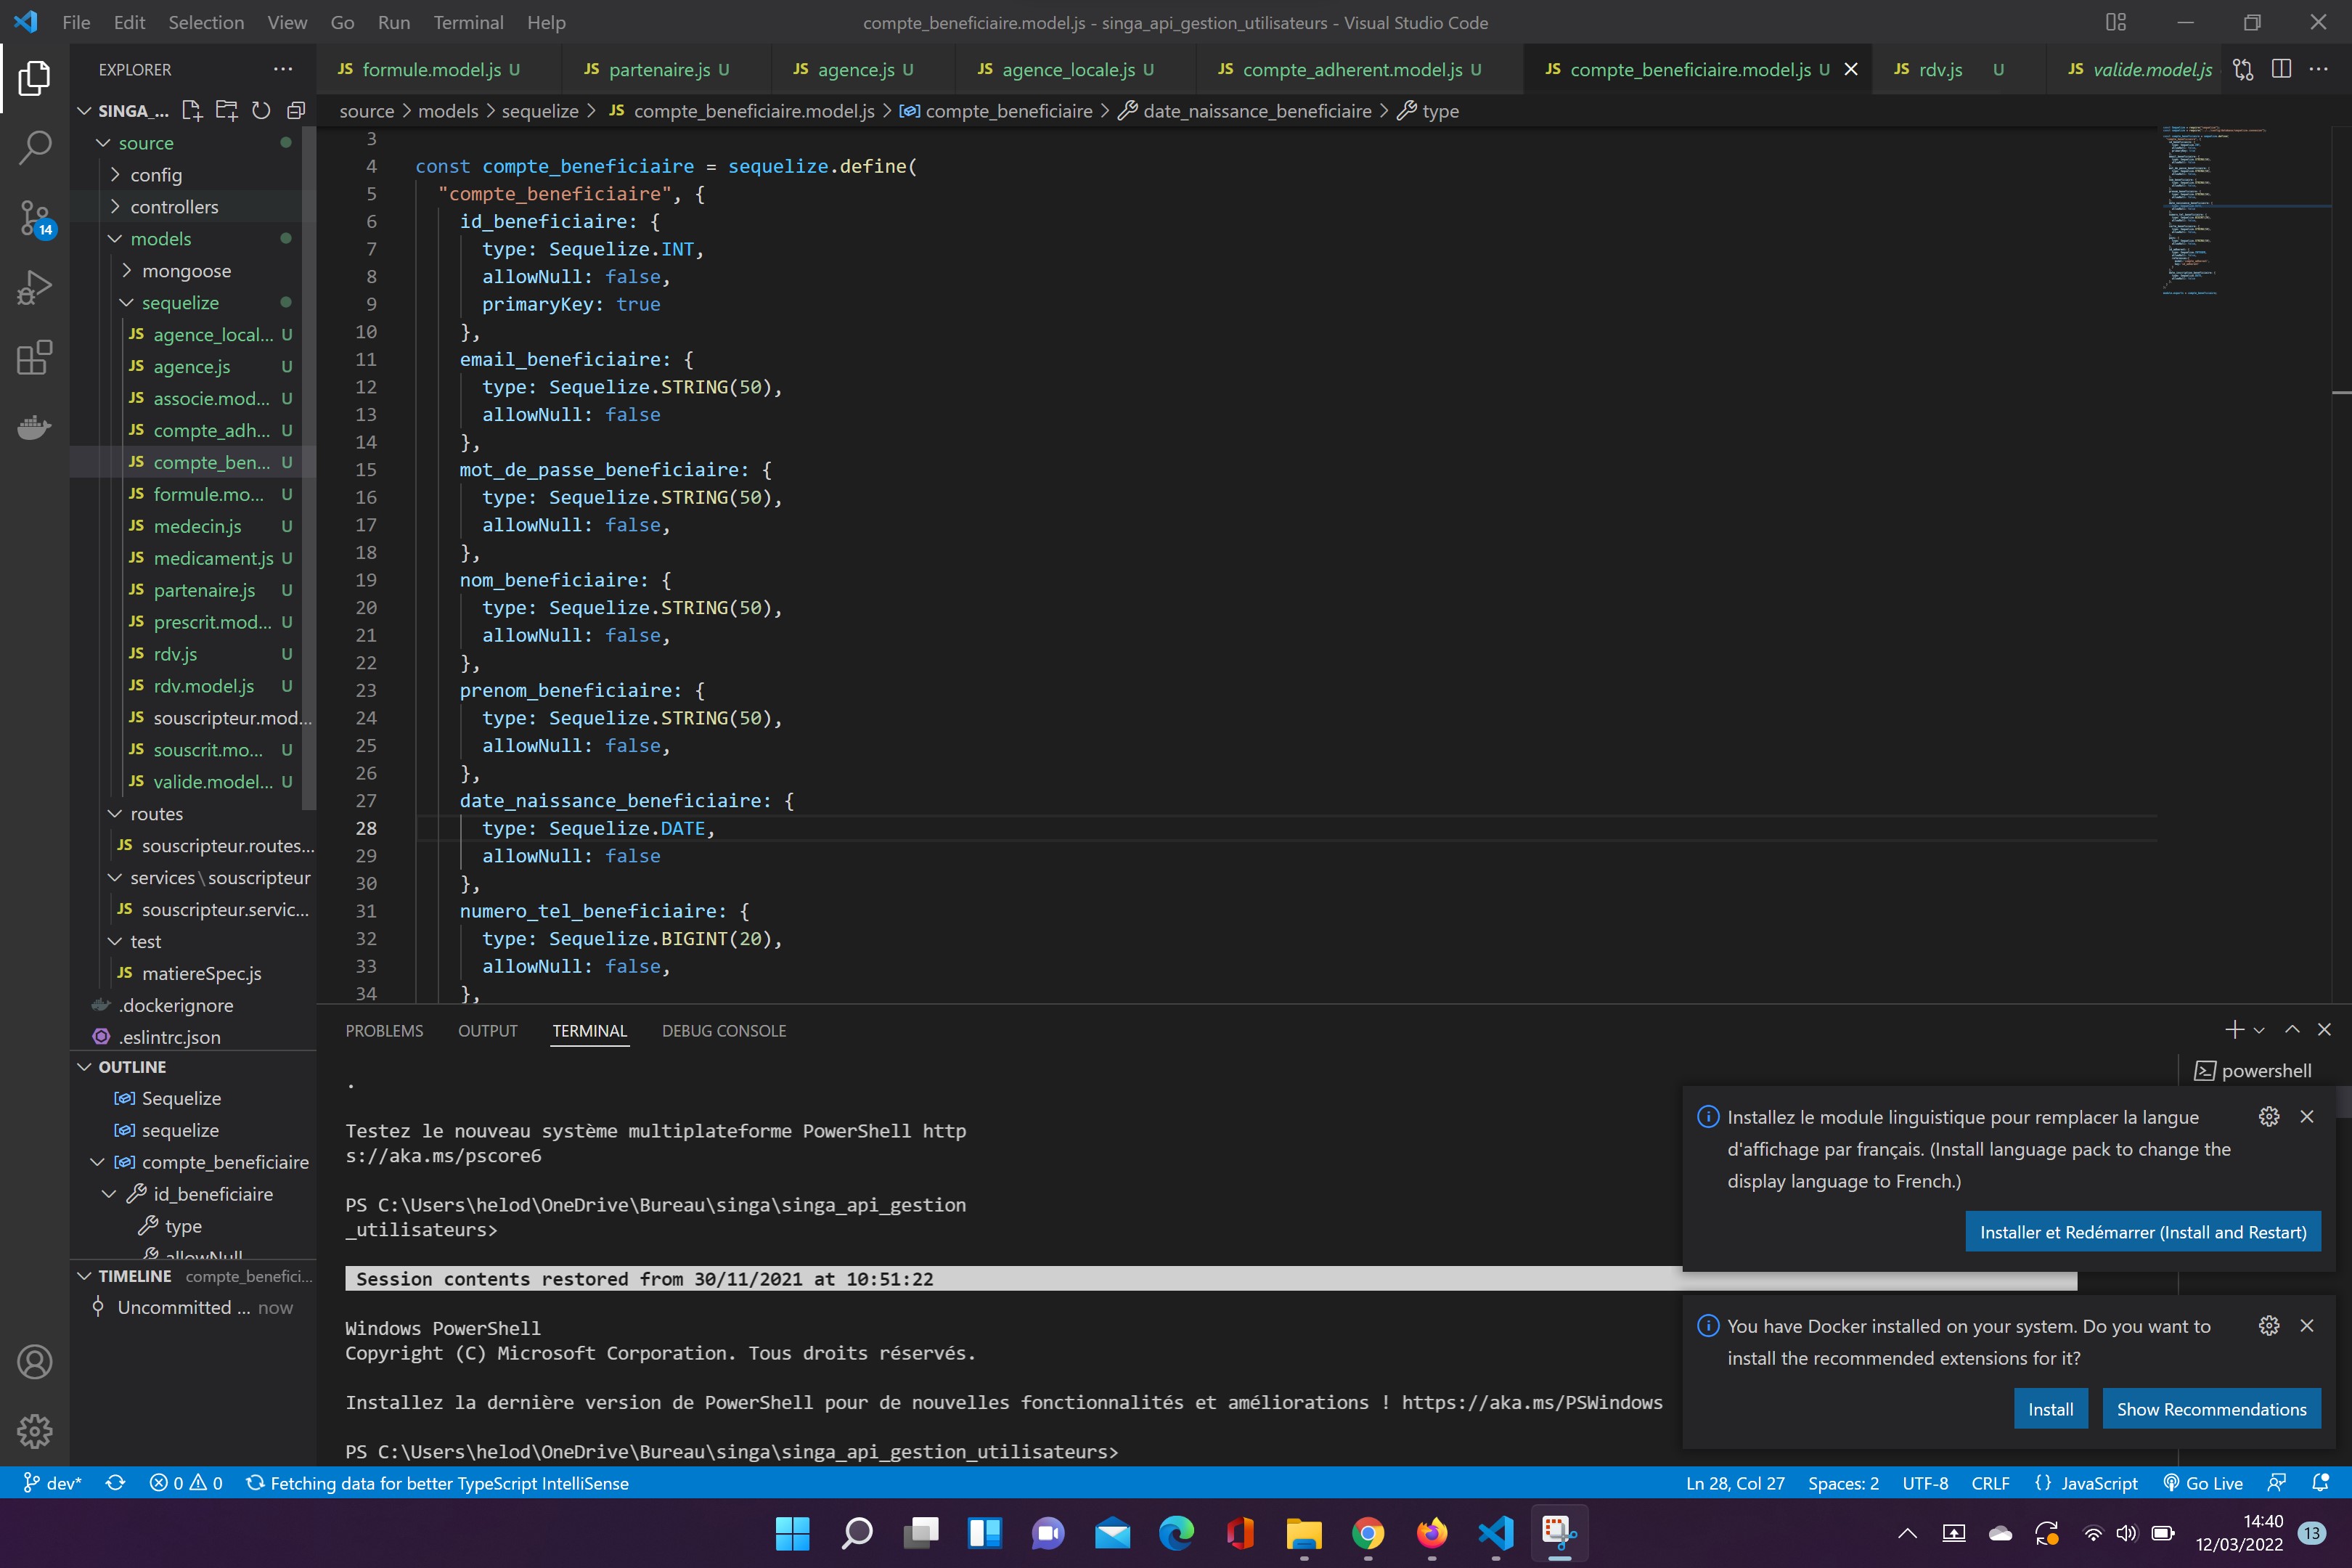 File Edit Selection View Go Run Terminal Help
compte_beneficiaire.model.js - singa_api_gestion_utilisateurs - Visual Studio Code
EXPLORER
JS formule.model.js U
JS partenaire.js U
JS agence.js U
JS agence_locale.js U
JS compte_adherent.model.js U
JS compte_beneficiaire.model.js U
JS rdv.js U
JS valide.model.js
source > models > sequelize > JS compte_beneficiaire.model.js > compte_beneficiaire > date_naissance_beneficiaire > type
SINGA_...
source
config
controllers
models
mongoose
sequelize
JS agence_local... U
JS agence.js U
JS associe.mod... U
JS compte_adh... U
JS compte_ben... U
JS formule.mo... U
JS medecin.js U
JS medicament.js U
JS partenaire.js U
JS prescrit.mod... U
JS rdv.js U
JS rdv.model.js U
JS souscripteur.mod...
JS souscrit.mo... U
JS valide.model... U
routes
JS souscripteur.routes...
services\souscripteur
JS souscripteur.servic...
test
JS matiereSpec.js
.dockerignore
.eslintrc.json
14
OUTLINE
Sequelize
sequelize
compte_beneficiaire
id_beneficiaire
type
allowNull
TIMELINE compte_benefici...
Uncommitted ... now
3
4 const compte_beneficiaire = sequelize.define(
5 "compte_beneficiaire", {
6 id_beneficiaire: {
7 type: Sequelize.INT,
8 allowNull: false,
9 primaryKey: true
10 },
11 email_beneficiaire: {
12 type: Sequelize.STRING(50),
13 allowNull: false
14 },
15 mot_de_passe_beneficiaire: {
16 type: Sequelize.STRING(50),
17 allowNull: false,
18 },
19 nom_beneficiaire: {
20 type: Sequelize.STRING(50),
21 allowNull: false,
22 },
23 prenom_beneficiaire: {
24 type: Sequelize.STRING(50),
25 allowNull: false,
26 },
27 date_naissance_beneficiaire: {
28 type: Sequelize.DATE,
29 allowNull: false
30 },
31 numero_tel_beneficiaire: {
32 type: Sequelize.BIGINT(20),
33 allowNull: false,
34 },
PROBLEMS OUTPUT TERMINAL DEBUG CONSOLE
powershell
.
Testez le nouveau système multiplateforme PowerShell http
s://aka.ms/pscore6
PS C:\Users\helod\OneDrive\Bureau\singa\singa_api_gestion
_utilisateurs>
Session contents restored from 30/11/2021 at 10:51:22
Windows PowerShell
Copyright (C) Microsoft Corporation. Tous droits réservés.
Installez la dernière version de PowerShell pour de nouvelles fonctionnalités et améliorations ! https://aka.ms/PSWindows
PS C:\Users\helod\OneDrive\Bureau\singa\singa_api_gestion_utilisateurs>
Installez le module linguistique pour remplacer la langue
d'affichage par français. (Install language pack to change the
display language to French.)
Installer et Redémarrer (Install and Restart)
You have Docker installed on your system. Do you want to
install the recommended extensions for it?
Install
Show Recommendations
dev* 0 0 Fetching data for better TypeScript IntelliSense
Ln 28, Col 27 Spaces: 2 UTF-8 CRLF {} JavaScript Go Live
14:40
12/03/2022
13